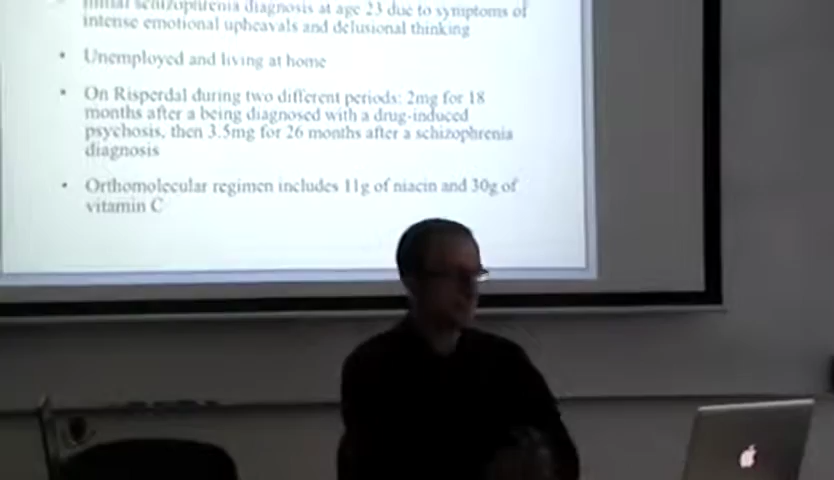 initial schizophrenia diagnosis at age 23 due to symptoms of
intense emotional upheavals and delusional thinking
• Unemployed and living at home
• On Risperdal during two different periods: 2mg for 18
months after a being diagnosed with a drug-induced
psychosis, then 3.5mg for 26 months after a schizophrenia
diagnosis
• Orthomolecular regimen includes 11g of niacin and 30g of
vitamin C